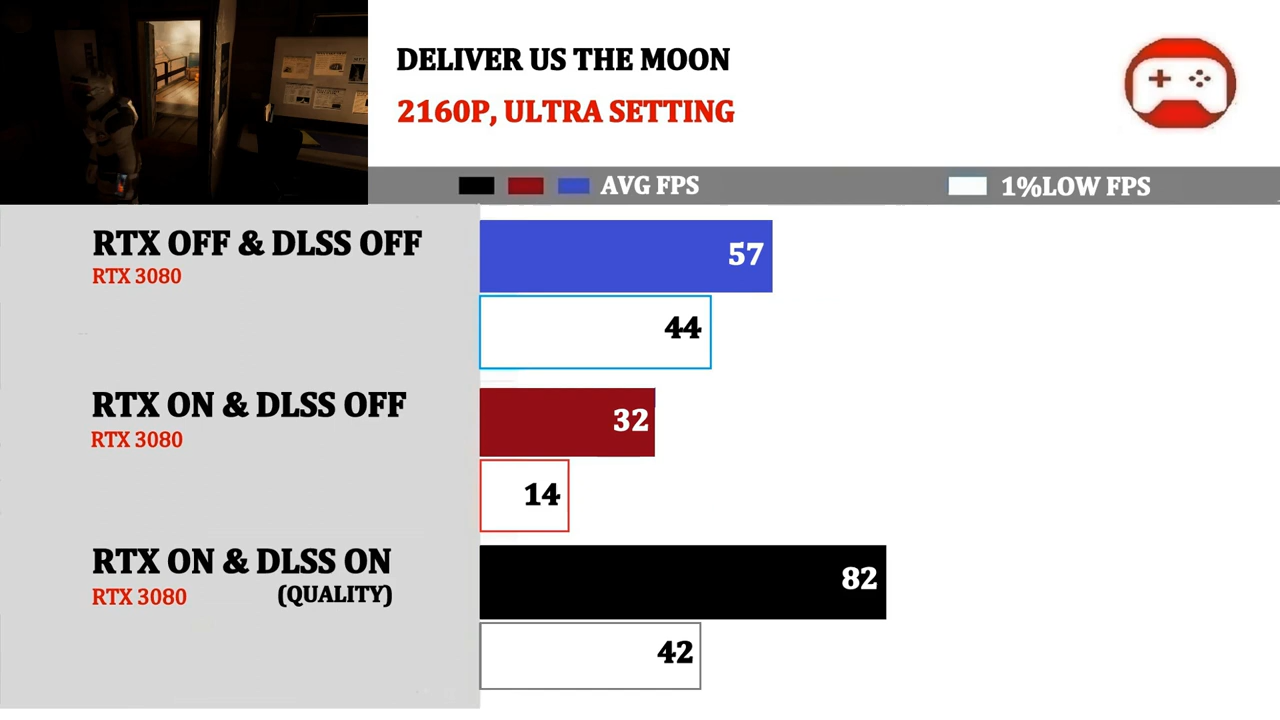 DELIVER US THE MOON
2160P, ULTRA SETTING
AVG FPS
1%LOW FPS
RTX OFF & DLSS OFF
RTX 3080
57
44
RTX ON & DLSS OFF
RTX 3080
32
14
RTX ON & DLSS ON
RTX 3080
(QUALITY)
82
42